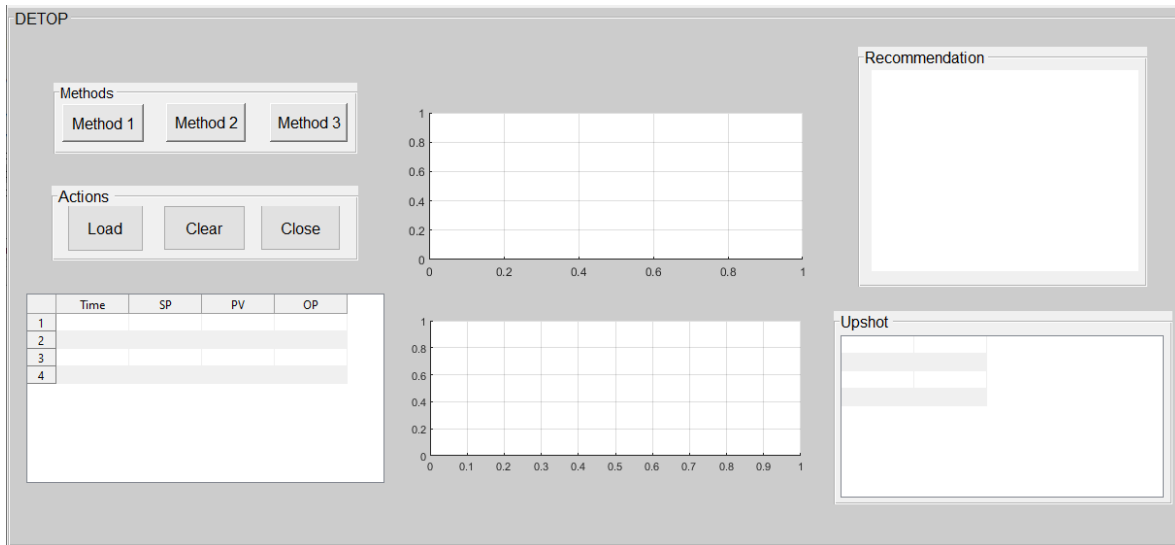 DETOP
Methods
Method 1 Method 2 Method 3
Actions
Load Clear Close
Time SP PV OP
1
2
3
4
1
0.8
0.6
0.4
0.2
0
0 0.2 0.4 0.6 0.8 1
1
0.8
0.6
0.4
0.2
0
0 0.1 0.2 0.3 0.4 0.5 0.6 0.7 0.8 0.9 1
Recommendation
Upshot